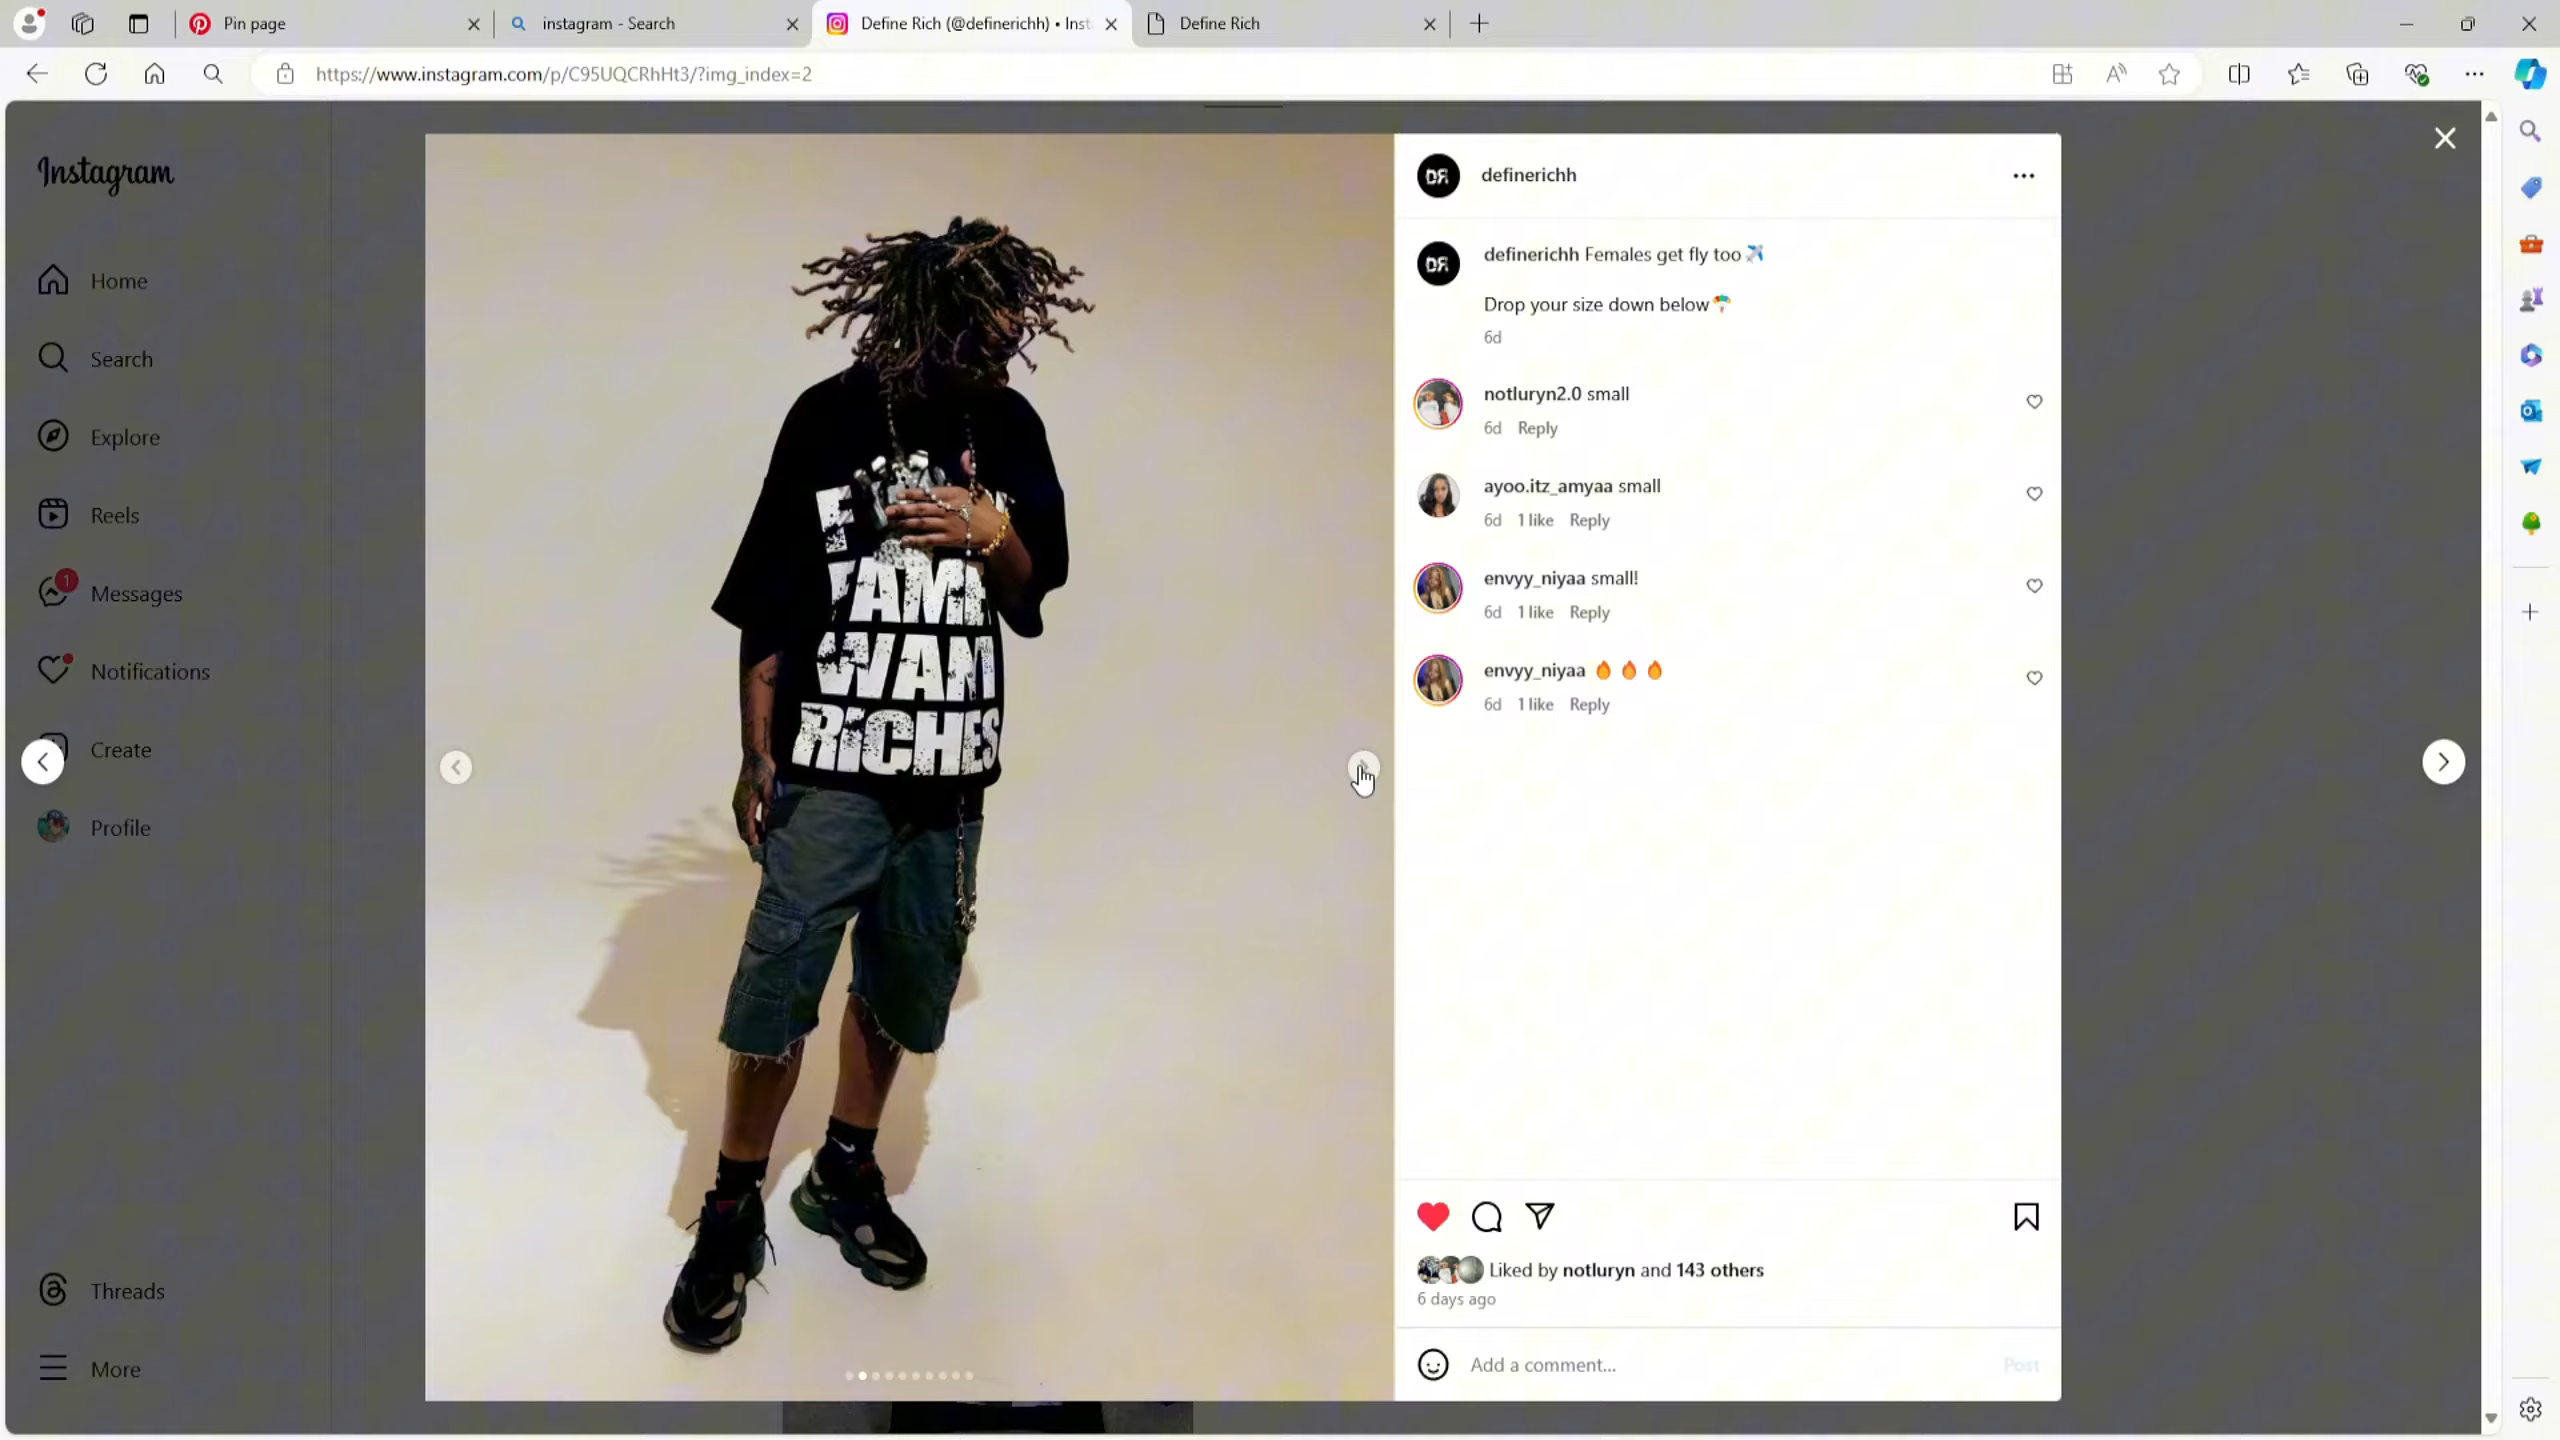 Pin page
instagram - Search
Define Rich (@definerichh) • Inst
Define Rich
https://www.instagram.com/p/C95UQCRhHt3/?img_index=2
Instagram
Home
Search
Explore
Reels
1
Messages
Notifications
Create
Profile
Threads
More
FAME
WANT
RICHES
DR
definerichh
DR
definerichh Females get fly too✈️
Drop your size down below🪂
6d
notluryn2.0 small
6d Reply
ayoo.itz_amyaa small
6d 1 like Reply
envyy_niyaa small!
6d 1 like Reply
envyy_niyaa 🔥 🔥 🔥
6d 1 like Reply
Liked by notluryn and 143 others
6 days ago
Add a comment...
Post